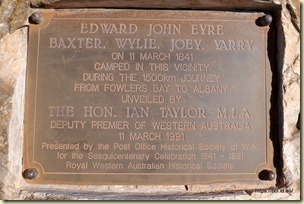 EDWARD JOHN EYRE
BAXTER, WYLIE, JOEY, YARRY,
ON 11 MARCH 1841
CAMPED IN THIS VICINITY
DURING THE 1500km JOURNEY
FROM FOWLERS BAY TO ALBANY
UNVEILED BY
THE HON. IAN TAYLOR M.L.A.
DEPUTY PREMIER OF WESTERN AUSTRALIA
11 MARCH 1991
Presented by the Post Office Historical Society of W.A.
for the Sesquicentenary Celebration 1841 - 1991
Royal Western Australian Historical Society